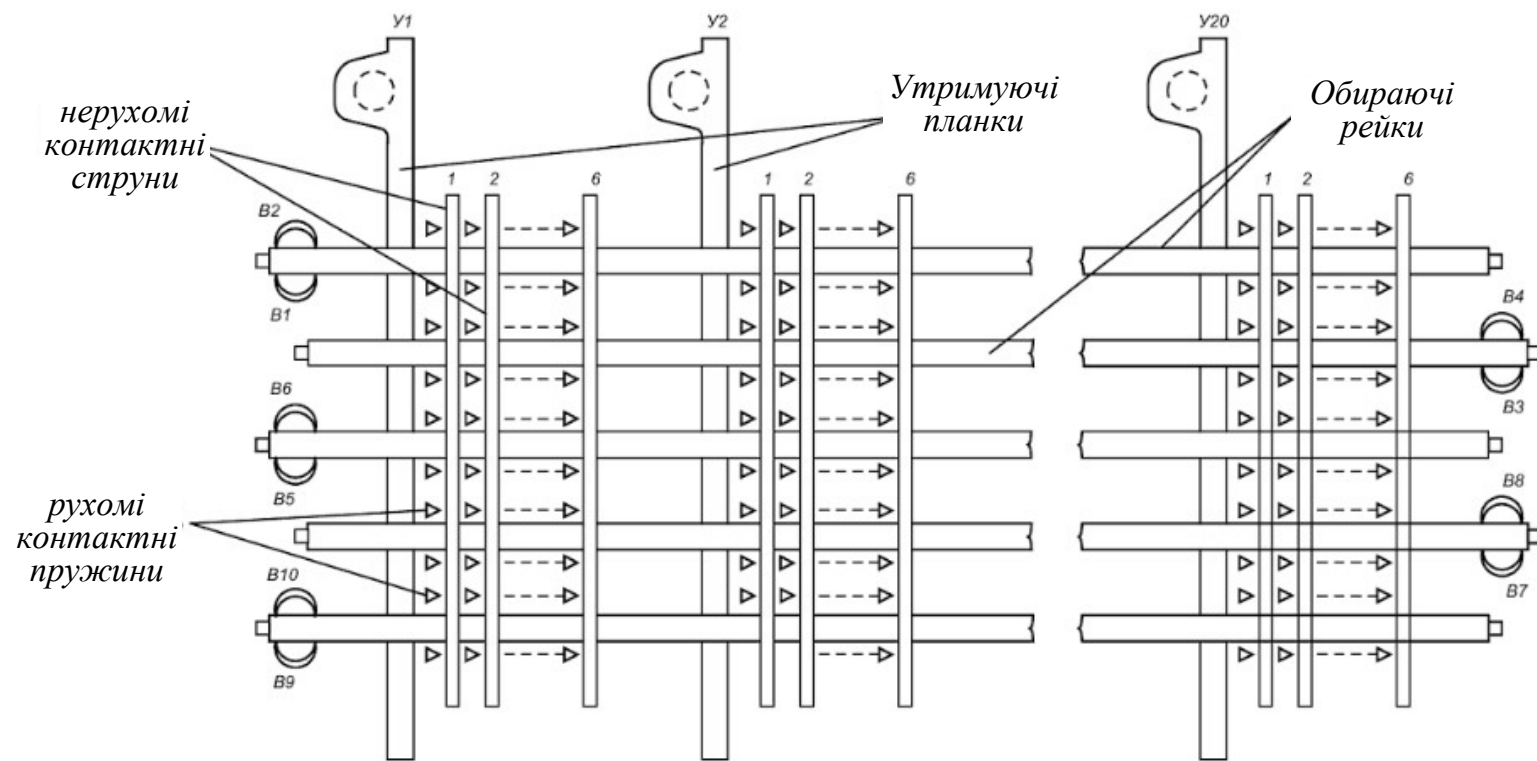 У1 У2 У20
нерухомі
контактні
струни
Утримуючі
планки
Обираючі
рейки
1 2 6 1 2 6 1 2 6
В2
В1
В4
В3
В6
В5
В8
В7
рухомі
контактні
пружини
В10
В9